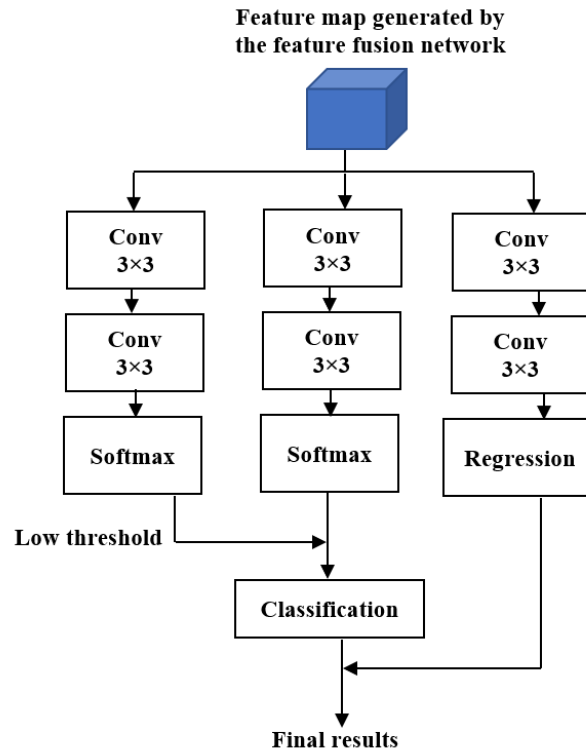 Feature map generated by
the feature fusion network
Conv
3×3
Conv
3×3
Conv
3×3
Conv
3×3
Conv
3×3
Conv
3×3
Softmax
Softmax
Regression
Low threshold
Classification
Final results